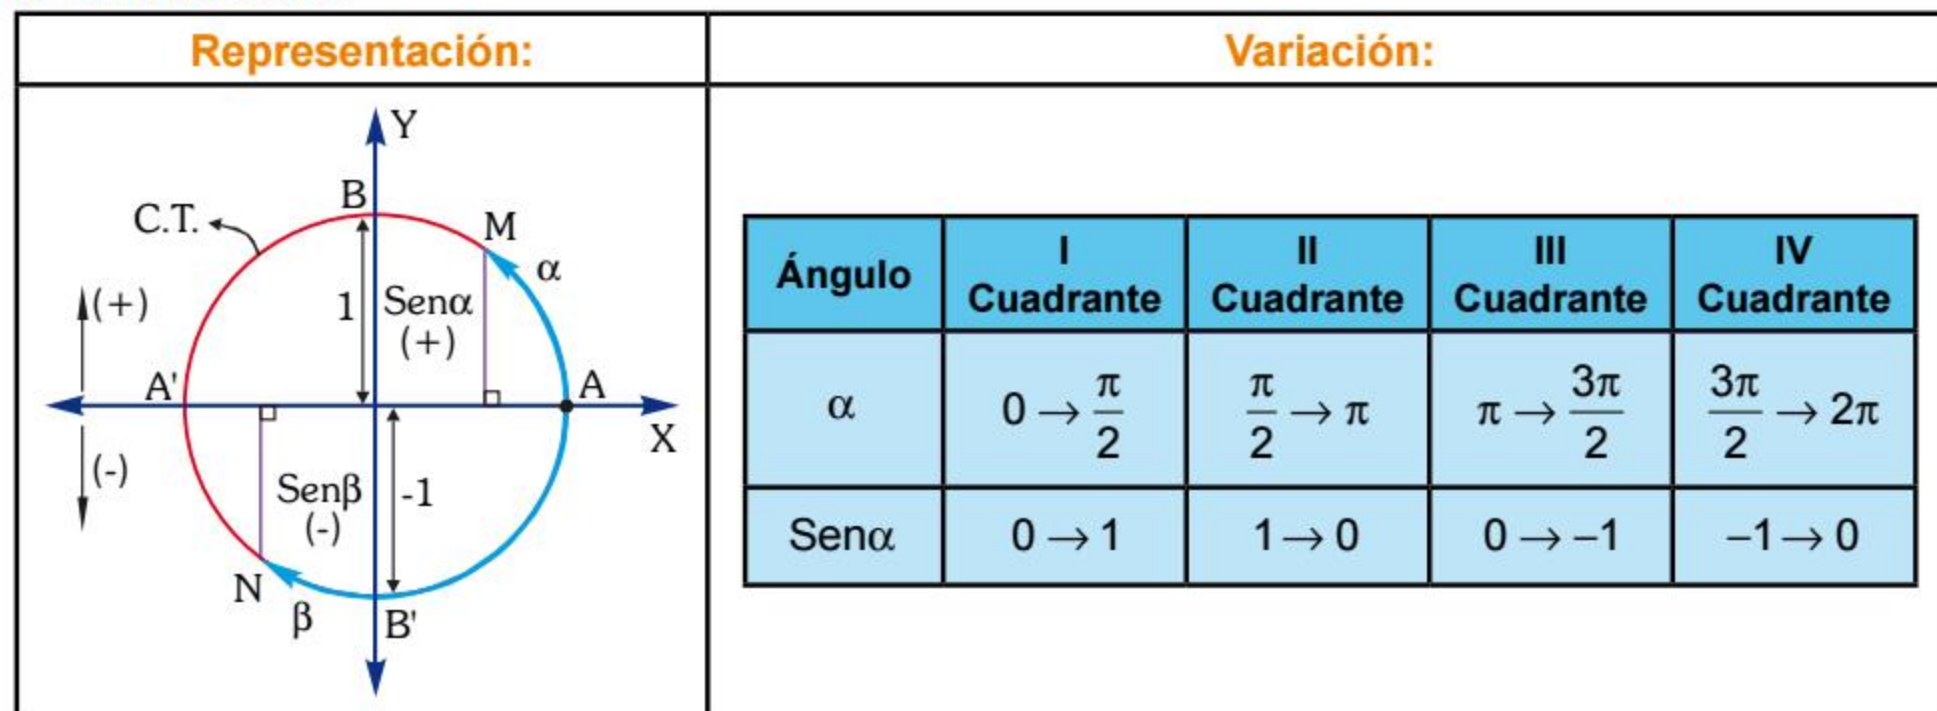 Representación:
Variación:
Y
B
C.T.
M
α
(+)
1
Senα
(+)
A'
A
X
(-)
Senβ
(-)
-1
N
β
B'
Ángulo
I Cuadrante
II Cuadrante
III Cuadrante
IV Cuadrante
α
0 → π/2
π/2 → π
π → 3π/2
3π/2 → 2π
Senα
0 → 1
1 → 0
0 → −1
−1 → 0